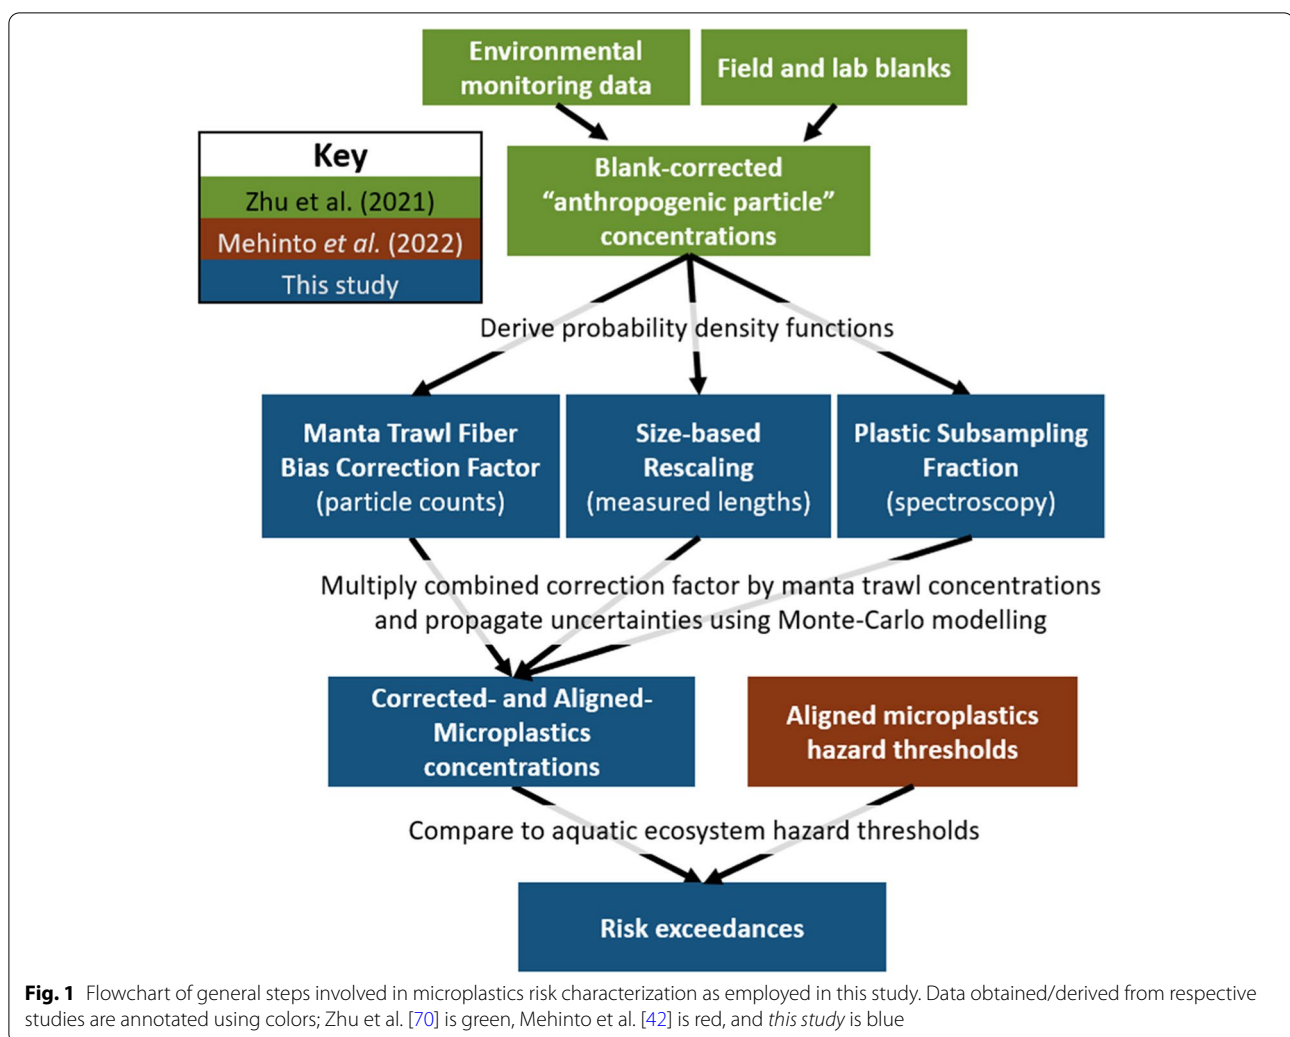 Environmental
monitoring data
Field and lab blanks
Key
Zhu et al. (2021)
Mehinto et al. (2022)
This study
Blank-corrected
“anthropogenic particle”
concentrations
Derive probability density functions
Manta Trawl Fiber
Bias Correction Factor
(particle counts)
Size-based
Rescaling
(measured lengths)
Plastic Subsampling
Fraction
(spectroscopy)
Multiply combined correction factor by manta trawl concentrations
and propagate uncertainties using Monte-Carlo modelling
Corrected- and Aligned-
Microplastics
concentrations
Aligned microplastics
hazard thresholds
Compare to aquatic ecosystem hazard thresholds
Risk exceedances
Fig. 1 Flowchart of general steps involved in microplastics risk characterization as employed in this study. Data obtained/derived from respective
studies are annotated using colors; Zhu et al. [70] is green, Mehinto et al. [42] is red, and this study is blue